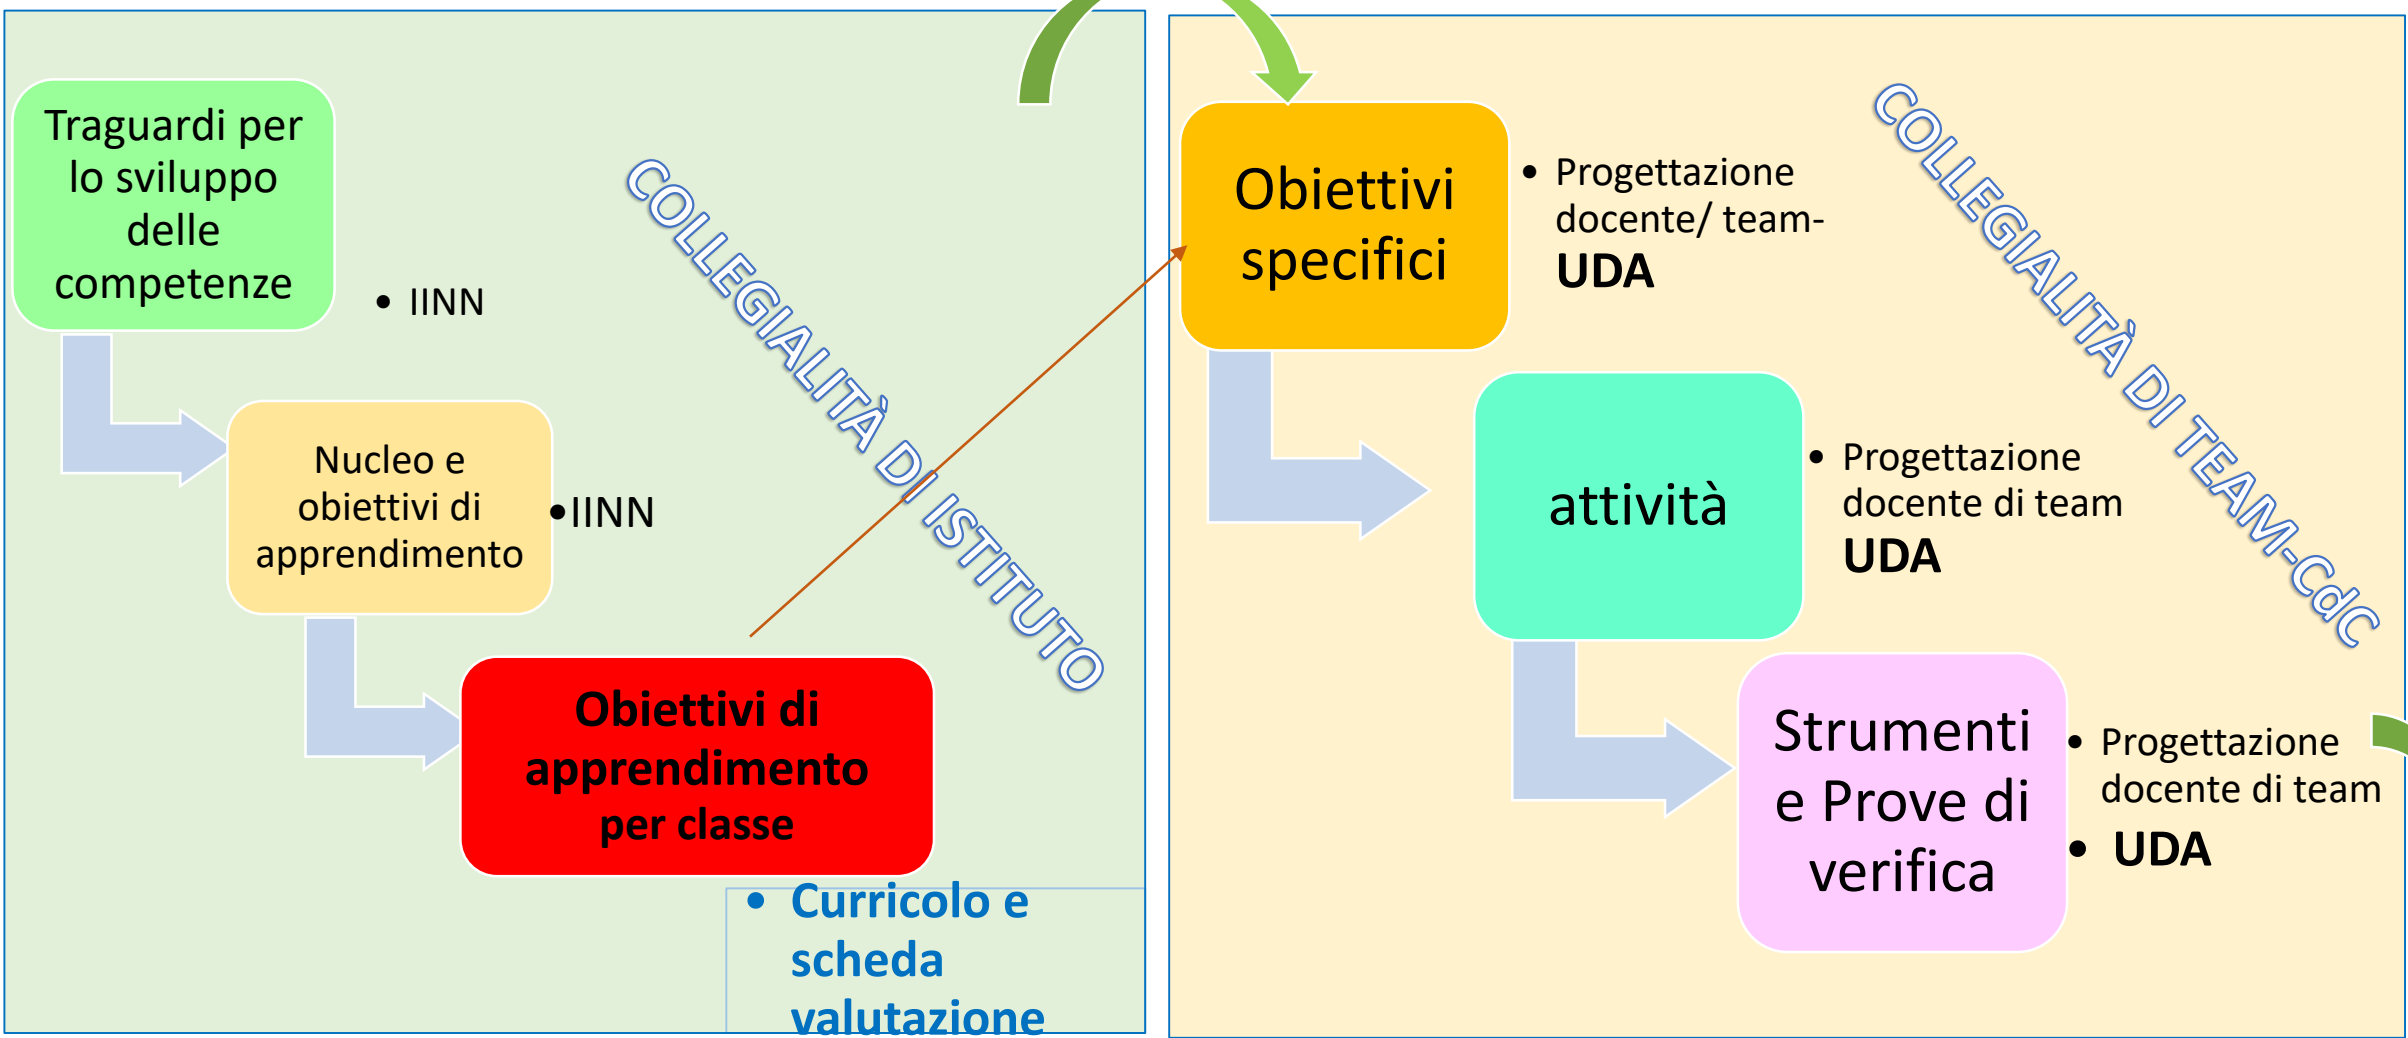 Traguardi per
lo sviluppo
delle
competenze
• IINN
COLLEGIALITÀ DI ISTITUTO
Nucleo e
obiettivi di
apprendimento
•IINN
Obiettivi di
apprendimento
per classe
• Curricolo e
scheda
valutazione
Obiettivi
specifici
• Progettazione
docente/ team-
UDA
COLLEGIALITÀ DI TEAM-CdC
attività
• Progettazione
docente di team
UDA
Strumenti
e Prove di
verifica
• Progettazione
docente di team
• UDA